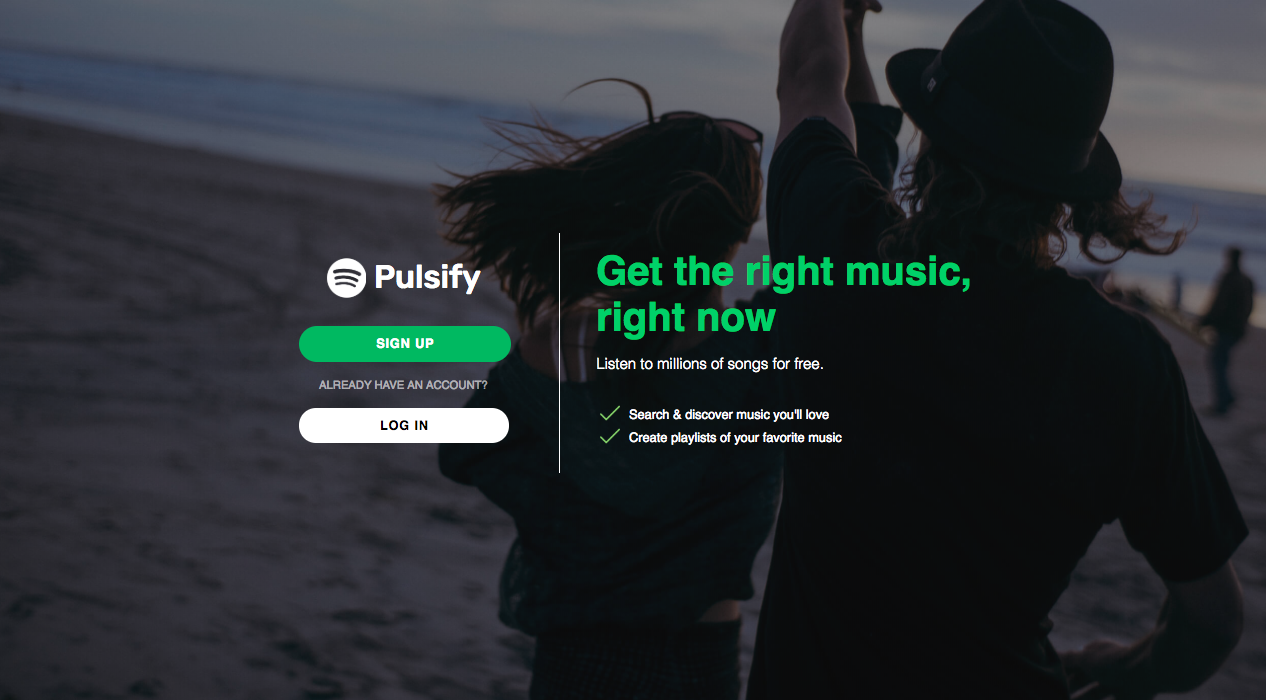 Pulsify
SIGN UP
ALREADY HAVE AN ACCOUNT?
LOG IN
Get the right music,
right now
Listen to millions of songs for free.
Search & discover music you'll love
Create playlists of your favorite music